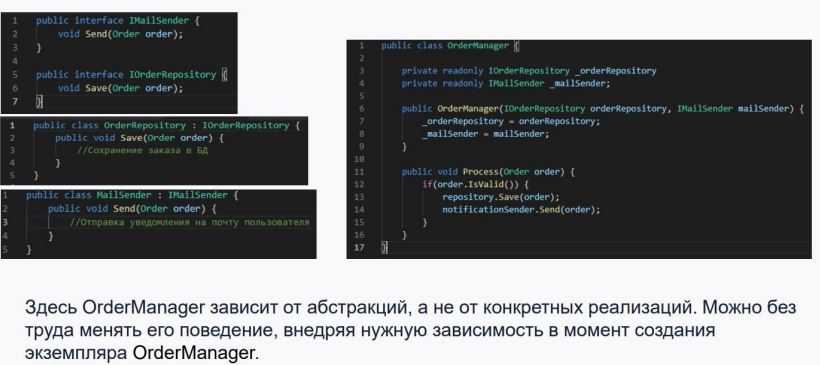 1 public interface IMailSender {
2 void Send(Order order);
3 }
4
5 public interface IOrderRepository {
6 void Save(Order order);
7 }
1 public class OrderRepository : IOrderRepository {
2 public void Save(Order order) {
3 //Сохранение заказа в БД
4 }
5 }
1 public class MailSender : IMailSender {
2 public void Send(Order order) {
3 //Отправка уведомления на почту пользователя
4 }
5 }
1 public class OrderManager {
2
3 private readonly IOrderRepository _orderRepository
4 private readonly IMailSender _mailSender;
5
6 public OrderManager(IOrderRepository orderRepository, IMailSender mailSender) {
7 _orderRepository = orderRepository;
8 _mailSender = mailSender;
9 }
10
11 public void Process(Order order) {
12 if(order.IsValid()) {
13 repository.Save(order);
14 notificationSender.Send(order);
15 }
16 }
17 }
Здесь OrderManager зависит от абстракций, а не от конкретных реализаций. Можно без
труда менять его поведение, внедряя нужную зависимость в момент создания
экземпляра OrderManager.